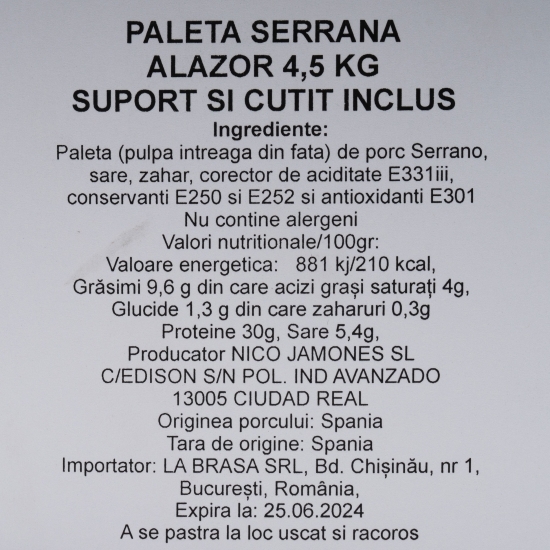 PALETA SERRANA
ALAZOR 4,5 KG
SUPORT SI CUTIT INCLUS
Ingrediente:
Paleta (pulpa intreaga din fata) de porc Serrano,
sare, zahar, corector de aciditate E331iii,
conservanti E250 si E252 si antioxidanti E301
Nu contine alergeni
Valori nutritionale/100gr:
Valoare energetica: 881 kj/210 kcal,
Grăsimi 9,6 g din care acizi grași saturați 4g,
Glucide 1,3 g din care zaharuri 0,3g
Proteine 30g, Sare 5,4g,
Producator NICO JAMONES SL
C/EDISON S/N POL. IND AVANZADO
13005 CIUDAD REAL
Originea porcului: Spania
Tara de origine: Spania
Importator: LA BRASA SRL, Bd. Chișinău, nr 1,
București, România,
Expira la: 25.06.2024
A se pastra la loc uscat si racoros